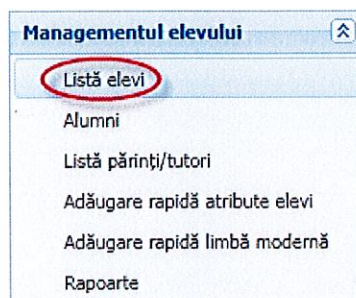 Managementul elevului
Listă elevi
Alumni
Listă părinți/tutori
Adăugare rapidă atribute elevi
Adăugare rapidă limbă modernă
Rapoarte